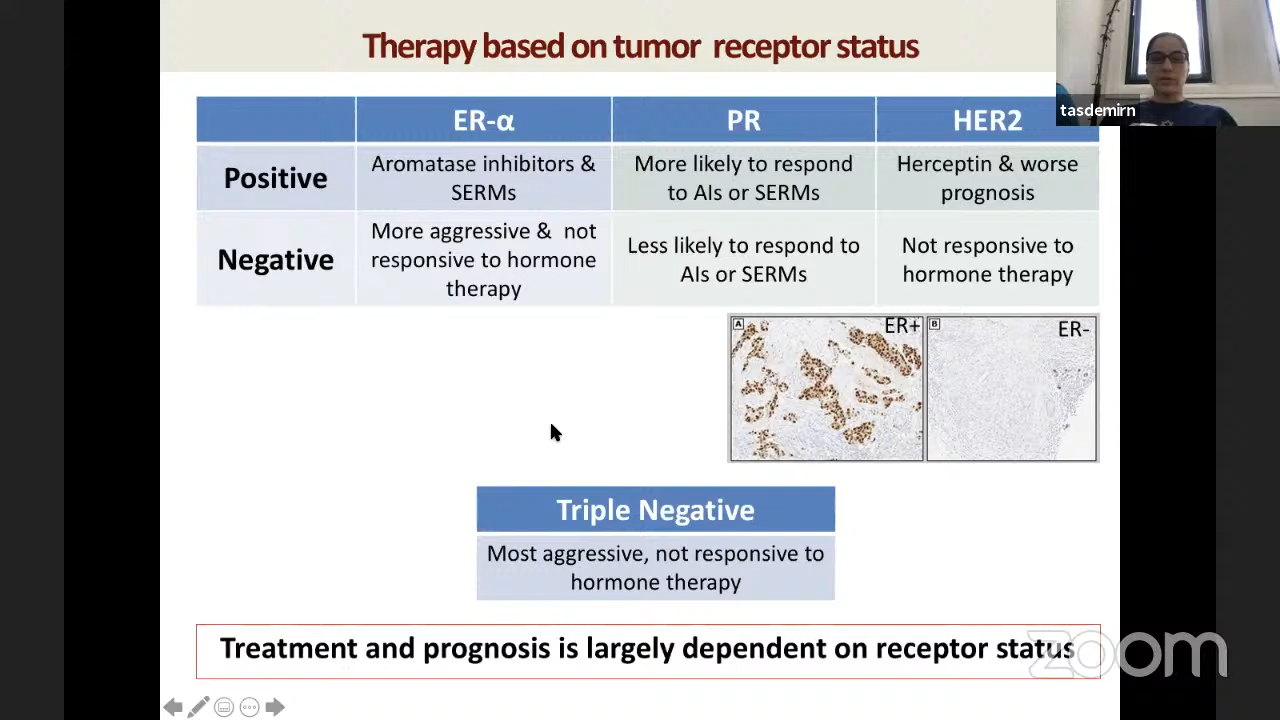 Therapy based on tumor receptor status
tasdemirn
ER-α
PR
HER2
Positive
Aromatase inhibitors &
SERMs
More likely to respond
to AIs or SERMs
Herceptin & worse
prognosis
Negative
More aggressive & not
responsive to hormone
therapy
Less likely to respond to
AIs or SERMs
Not responsive to
hormone therapy
A
ER+
B
ER-
Triple Negative
Most aggressive, not responsive to
hormone therapy
Treatment and prognosis is largely dependent on receptor status
zoom